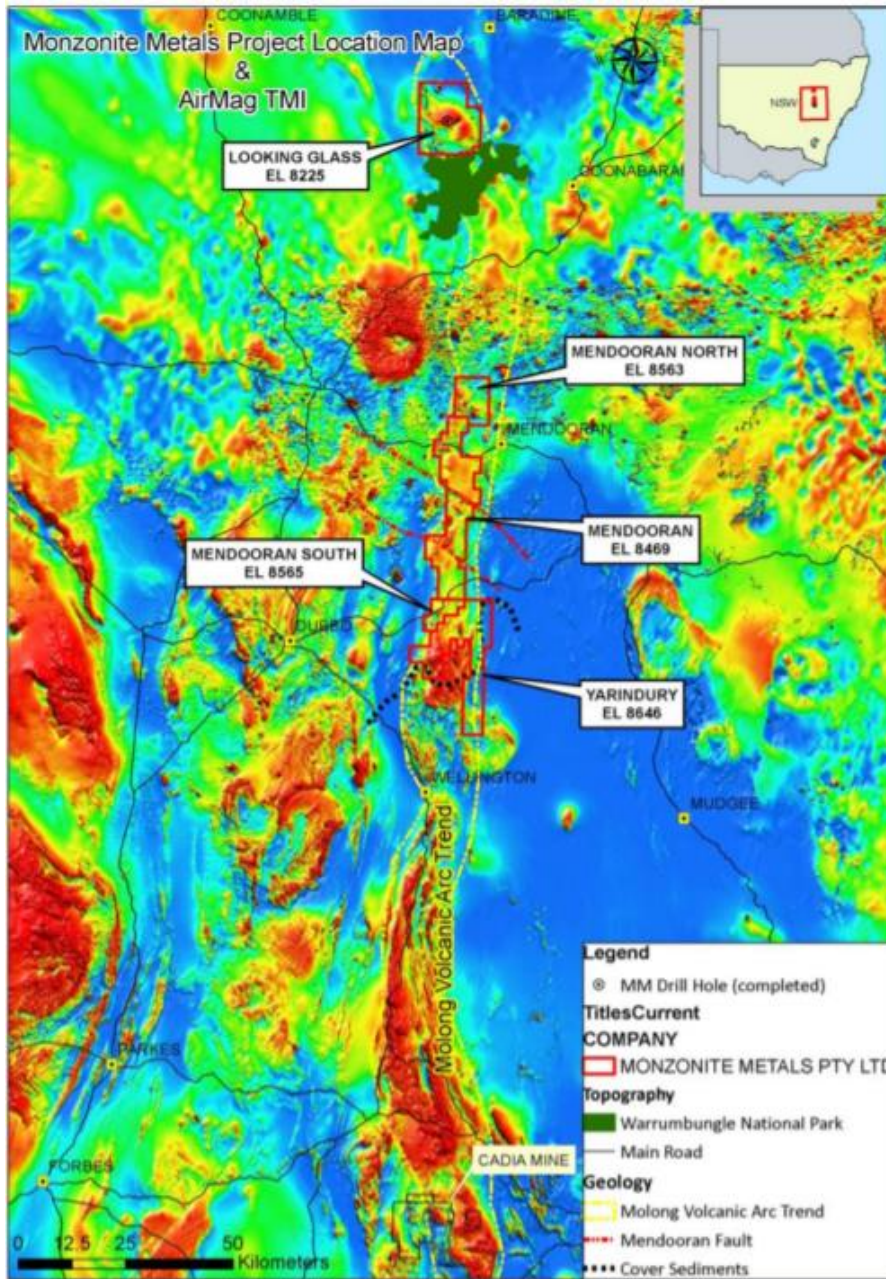 COONAMBLE
BARADINE
Monzonite Metals Project Location Map
&
AirMag TMI
W
E
NSW
LOOKING GLASS
EL 8225
COONABARA
MENDOORAN NORTH
EL 8563
MENDOORAN
MENDOORAN
EL 8469
MENDOORAN SOUTH
EL 8565
DUBBO
YARINDURY
EL 8646
WELLINGTON
MUDGEE
Molong Volcanic Arc Trend
PARKES
FORBES
CADIA MINE
0 12.5 25 50
Kilometers
Legend
MM Drill Hole (completed)
TitlesCurrent
COMPANY
MONZONITE METALS PTY LTD
Topography
Warrumbungle National Park
Main Road
Geology
Molong Volcanic Arc Trend
Mendooran Fault
Cover Sediments